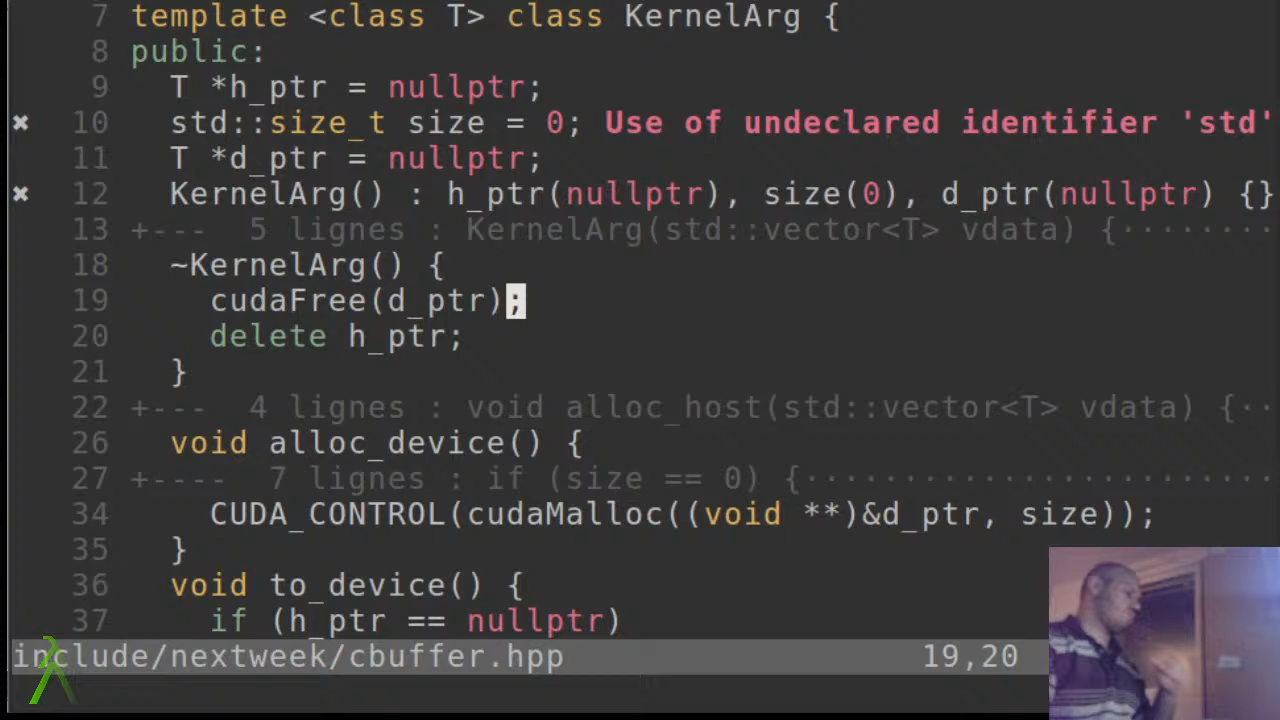 7 template <class T> class KernelArg {
8 public:
9 T *h_ptr = nullptr;
✖ 10 std::size_t size = 0; Use of undeclared identifier 'std'
11 T *d_ptr = nullptr;
✖ 12 KernelArg() : h_ptr(nullptr), size(0), d_ptr(nullptr) {}
13 +--- 5 lignes : KernelArg(std::vector<T> vdata) {········
18 ~KernelArg() {
19 cudaFree(d_ptr);
20 delete h_ptr;
21 }
22 +--- 4 lignes : void alloc_host(std::vector<T> vdata) {··
26 void alloc_device() {
27 +---- 7 lignes : if (size == 0) {························
34 CUDA_CONTROL(cudaMalloc((void **)&d_ptr, size));
35 }
36 void to_device() {
37 if (h_ptr == nullptr)
include/nextweek/cbuffer.hpp 19,20
λ